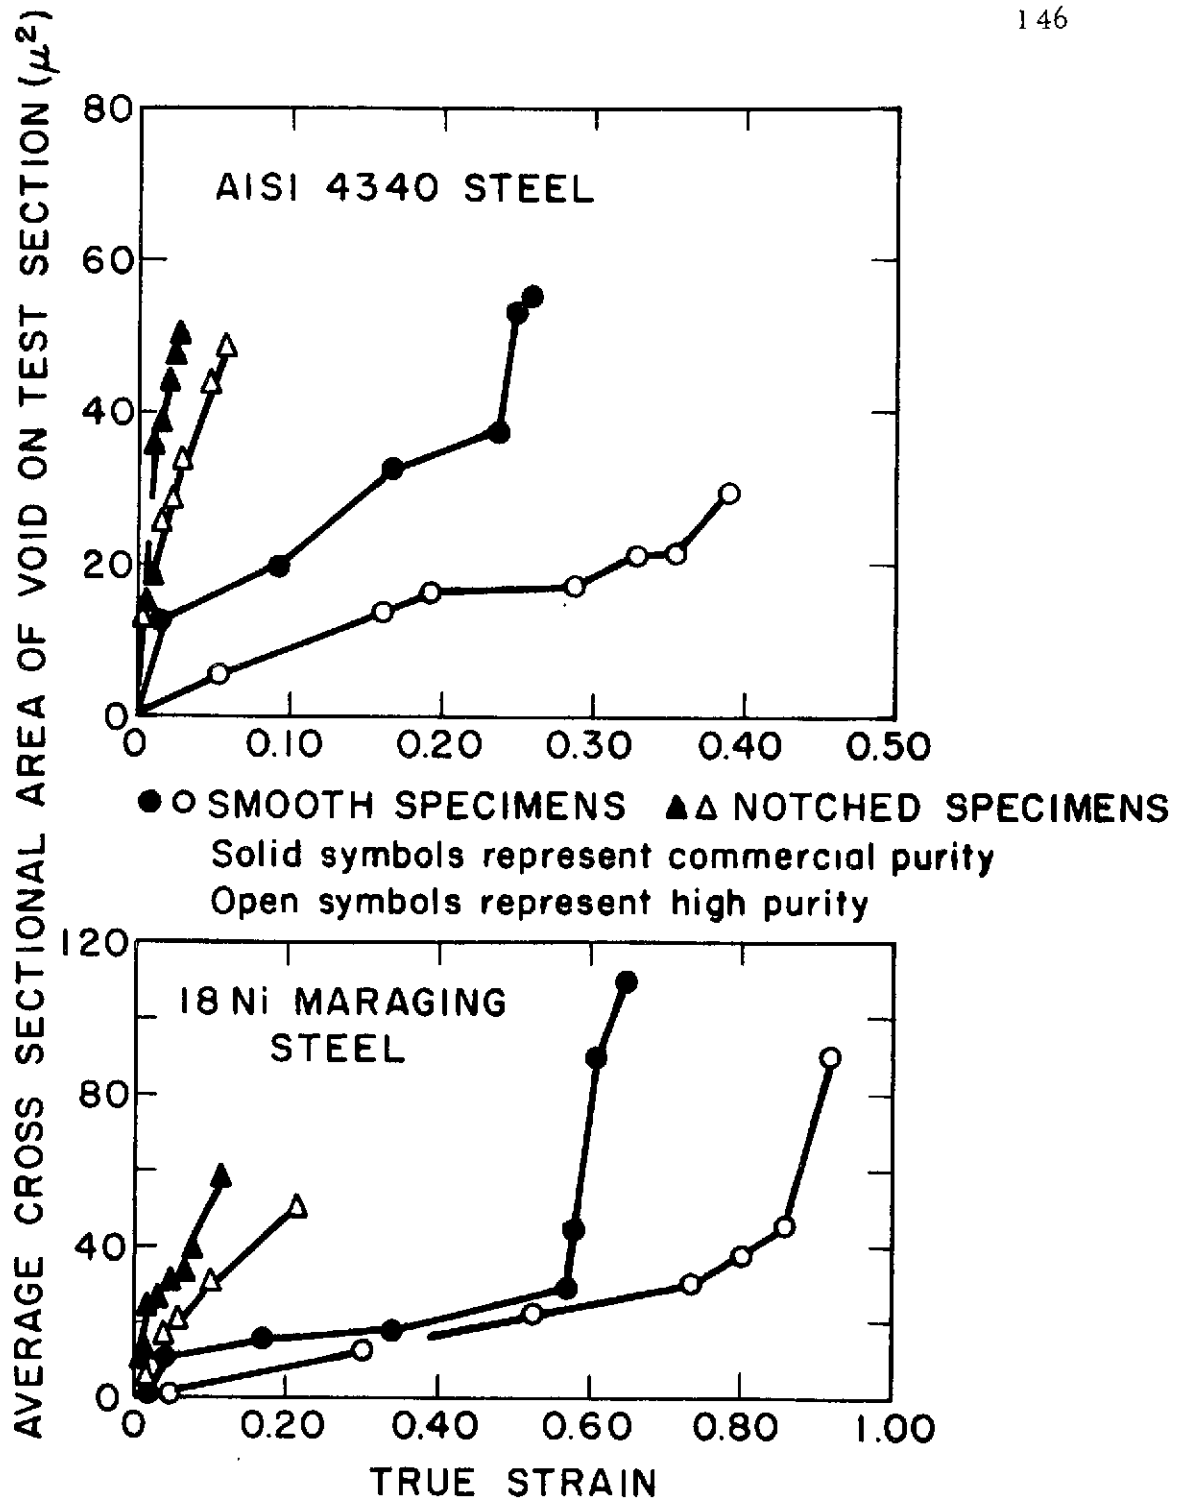 146
AVERAGE CROSS SECTIONAL AREA OF VOID ON TEST SECTION (μ²)
80
AISI 4340 STEEL
60
40
20
0
0 0.10 0.20 0.30 0.40 0.50
SMOOTH SPECIMENS NOTCHED SPECIMENS
Solid symbols represent commercial purity
Open symbols represent high purity
120
18 Ni MARAGING
STEEL
80
40
0
0 0.20 0.40 0.60 0.80 1.00
TRUE STRAIN